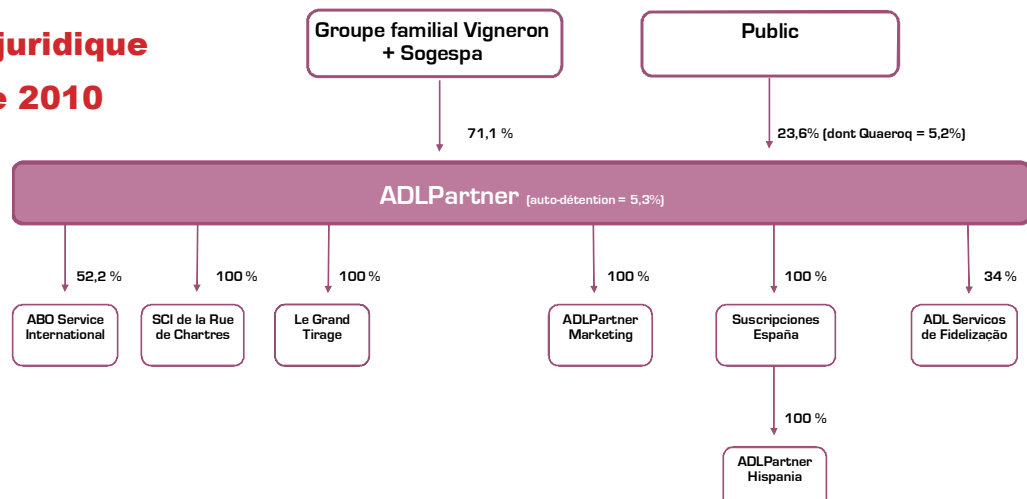 juridique
e 2010
Groupe familial Vigneron
+ Sogespa
Public
71,1 %
23,6% (dont Quaeroq = 5,2%)
ADLPartner (auto-détention = 5,3%)
52,2 %
100 %
100 %
100 %
100 %
34 %
ABO Service
International
SCI de la Rue
de Chartres
Le Grand
Tirage
ADLPartner
Marketing
Suscripciones
España
ADL Servicos
de Fidelização
100 %
ADLPartner
Hispania